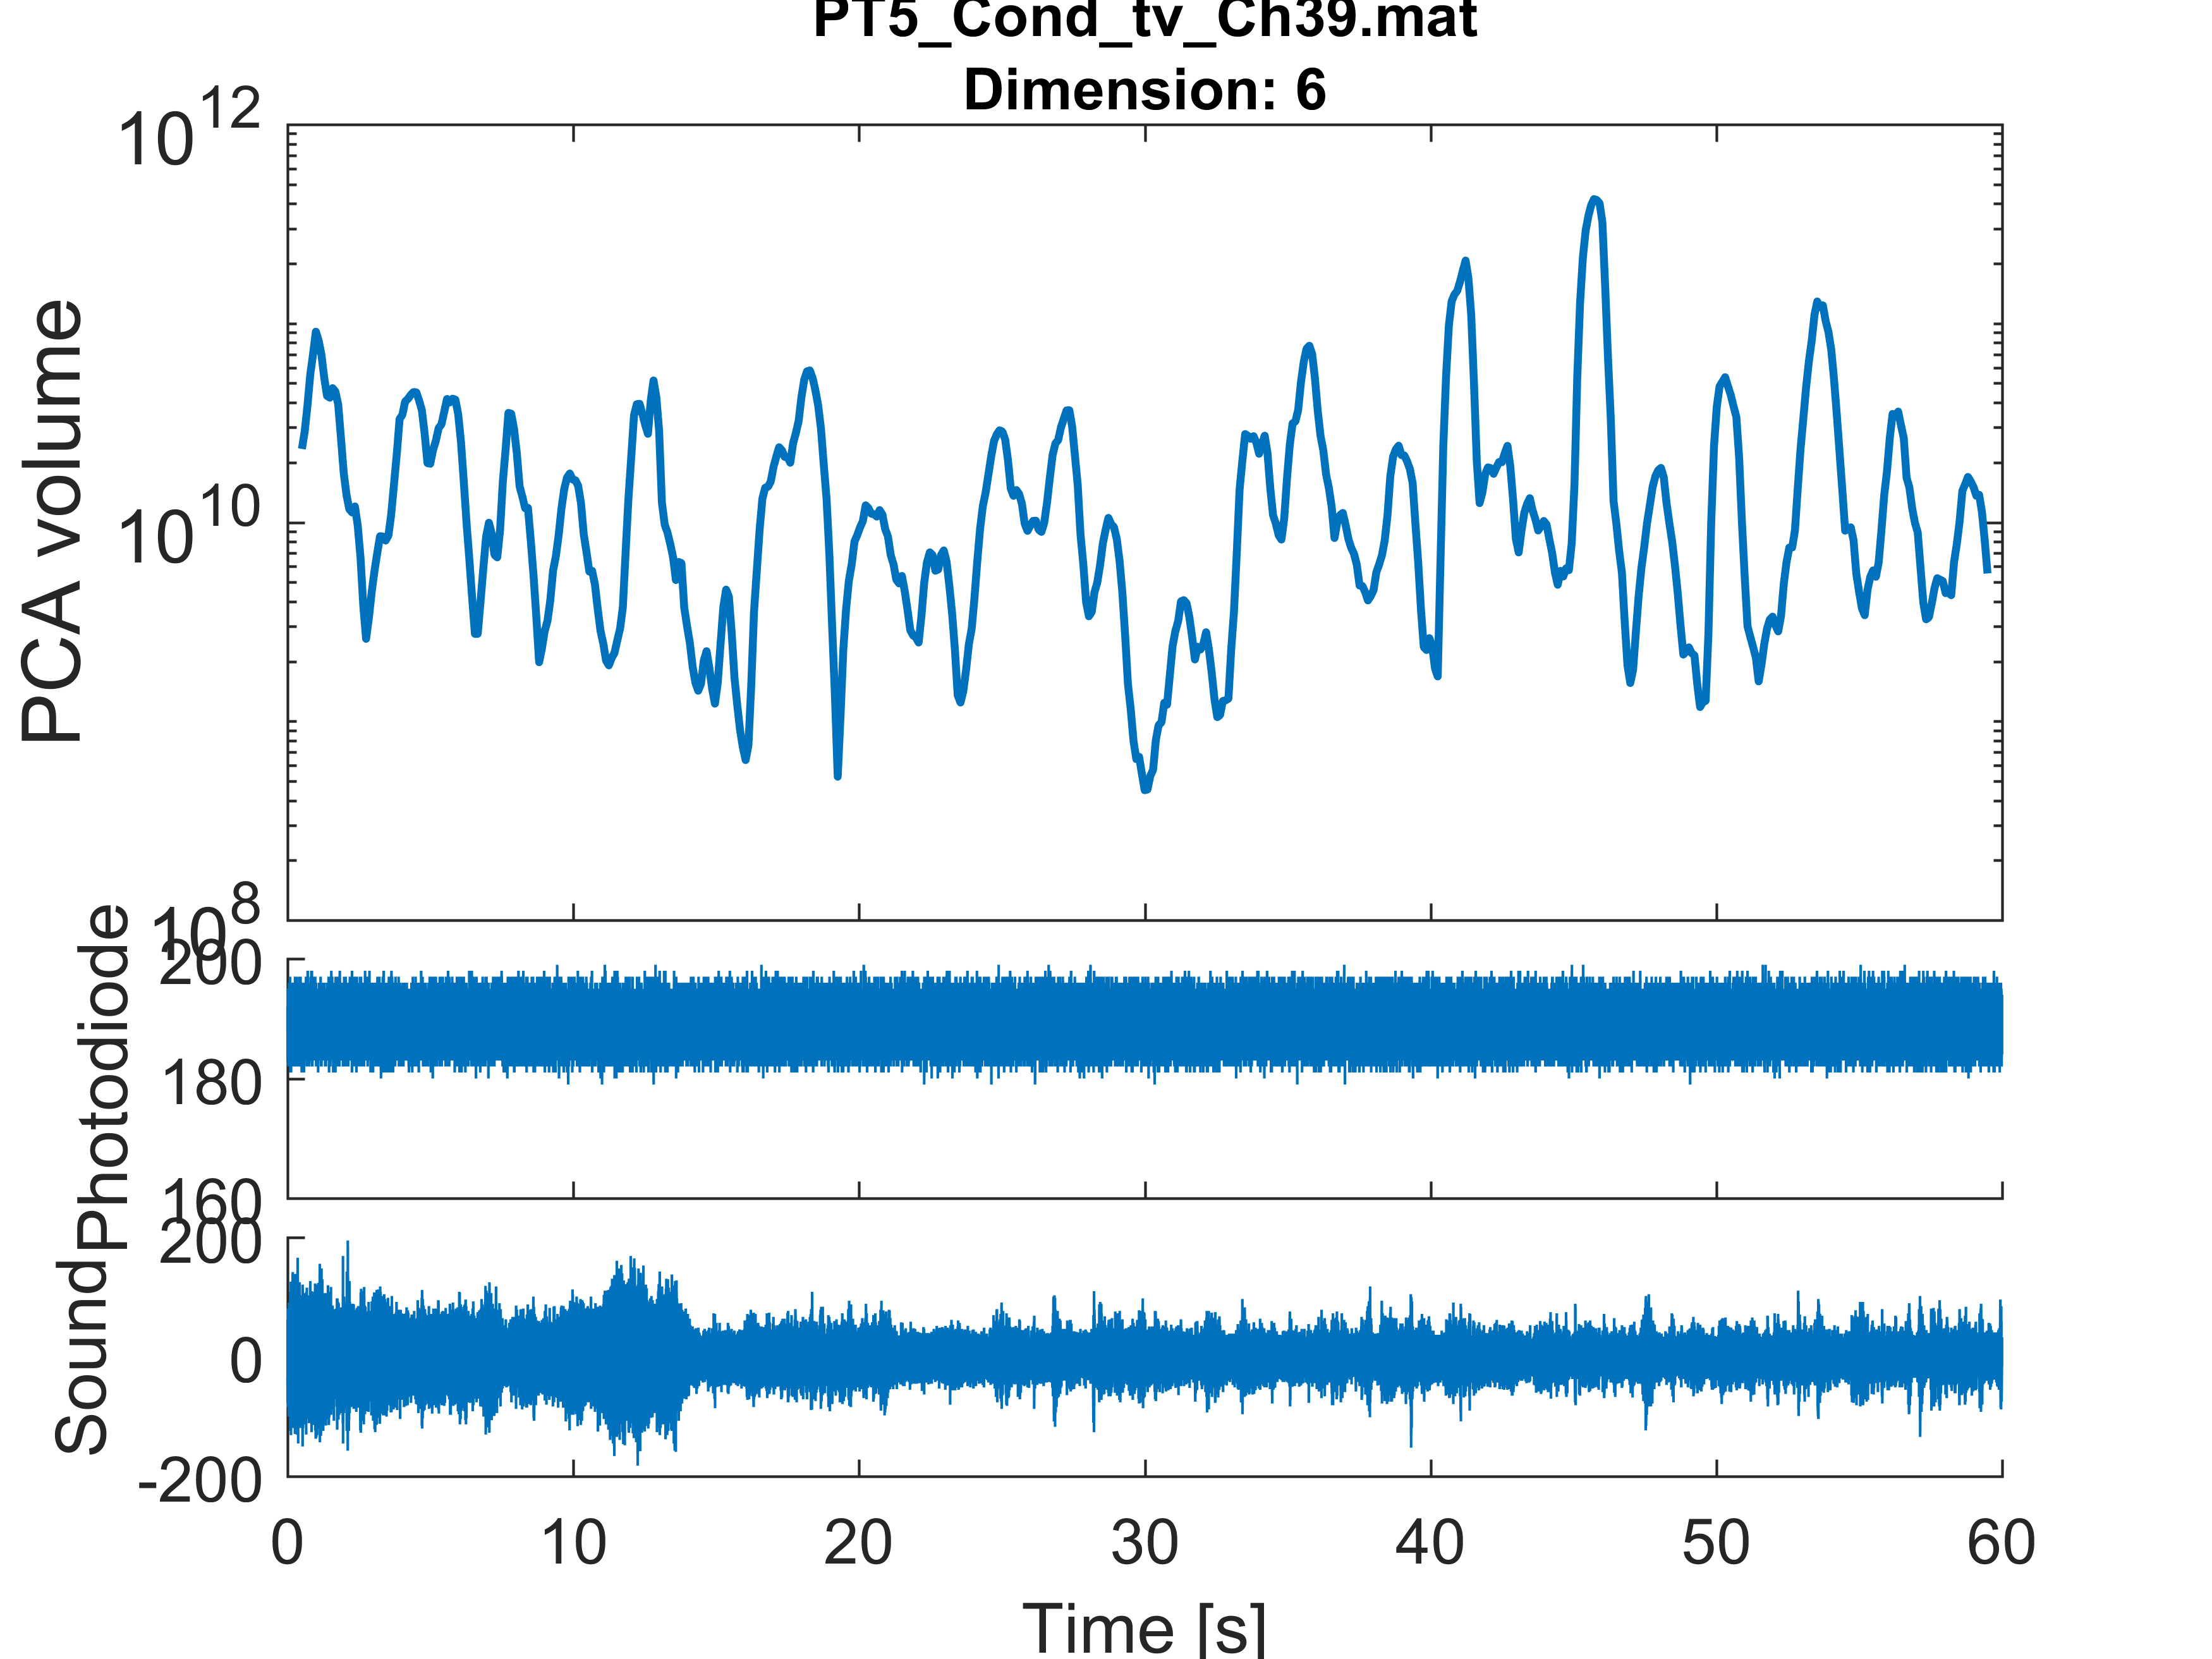 PT5_Cond_tv_Ch39.mat
Dimension: 6
PCA volume
10^12
10^10
10^8
Photodiode
200
180
160
Sound
200
0
-200
0 10 20 30 40 50 60
Time [s]